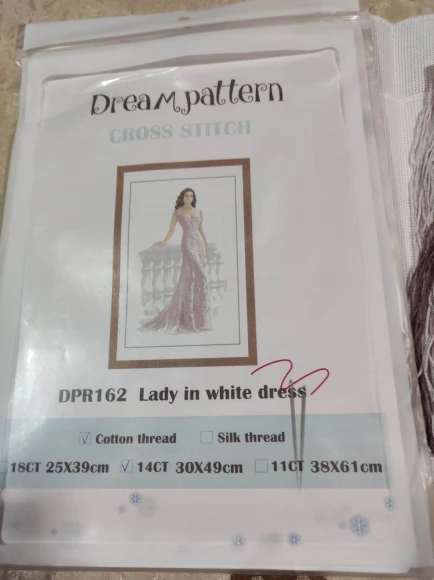 Dream pattern
CROSS STITCH
DPR162 Lady in white dress
Cotton thread Silk thread
18CT 25X39cm 14CT 30X49cm 11CT 38X61cm